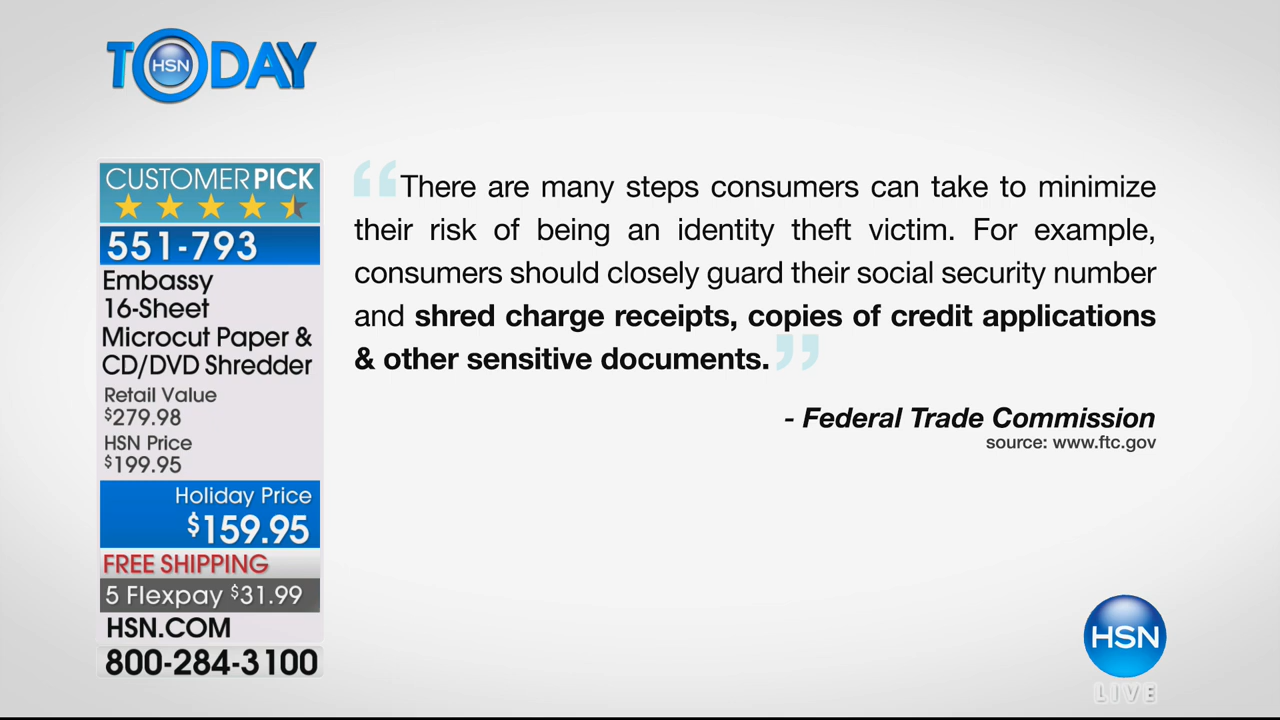 TODAY
HSN
CUSTOMER PICK
551-793
Embassy
16-Sheet
Microcut Paper &
CD/DVD Shredder
Retail Value
$279.98
HSN Price
$199.95
Holiday Price
$159.95
FREE SHIPPING
5 Flexpay $31.99
HSN.COM
800-284-3100
“There are many steps consumers can take to minimize
their risk of being an identity theft victim. For example,
consumers should closely guard their social security number
and shred charge receipts, copies of credit applications
& other sensitive documents.”
- Federal Trade Commission
source: www.ftc.gov
HSN
LIVE